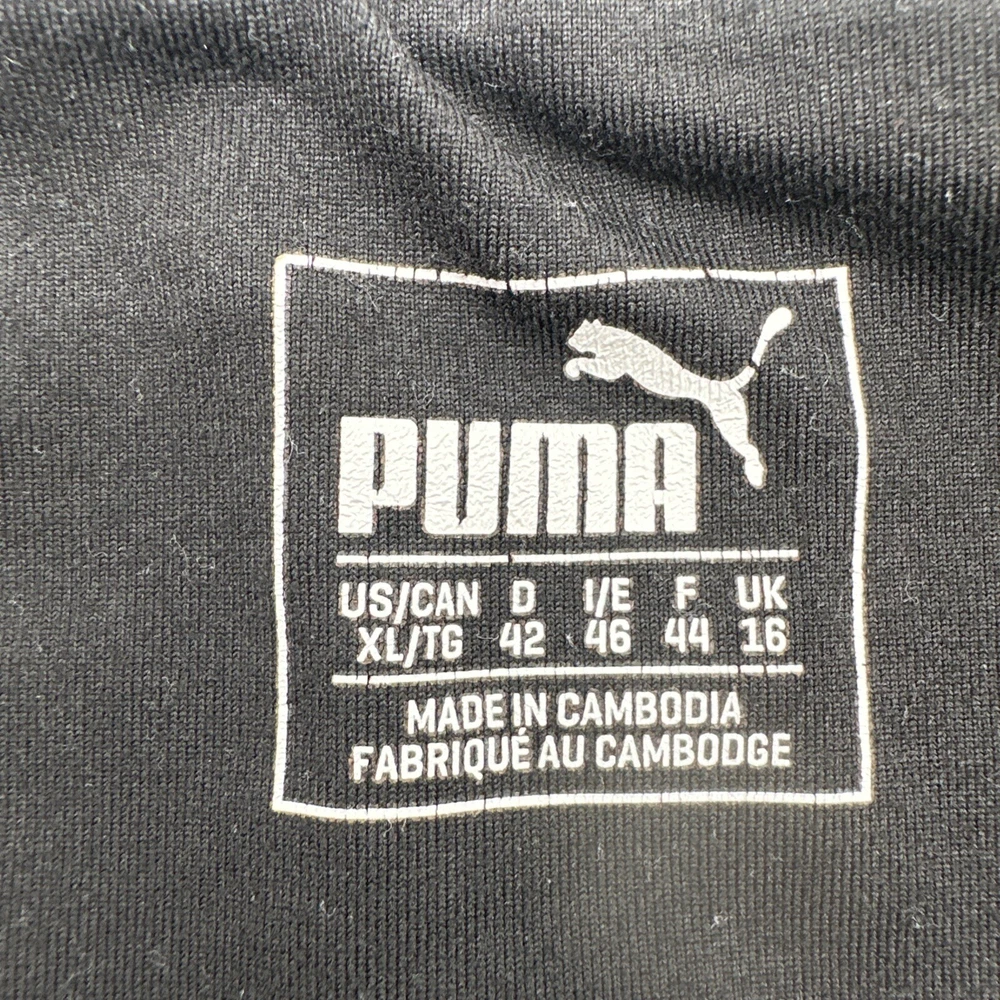 PUMA
US/CAN D I/E F UK
XL/TG 42 46 44 16
MADE IN CAMBODIA
FABRIQUÉ AU CAMBODGE